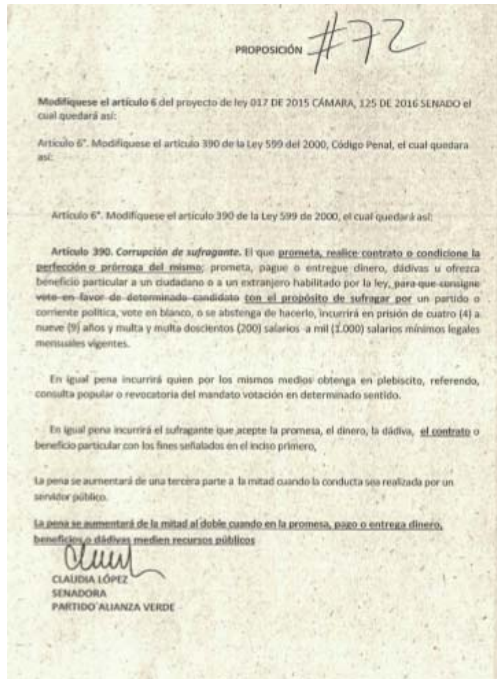 PROPOSICIÓN #72
Modifíquese el artículo 6 del proyecto de ley 017 DE 2015 CÁMARA, 125 DE 2016 SENADO el
cual quedará así:
Artículo 6°. Modifíquese el artículo 390 de la Ley 599 del 2000, Código Penal, el cual quedara
así:
Artículo 6°. Modifíquese el artículo 390 de la Ley 599 de 2000, el cual quedará así:
Artículo 390. Corrupción de sufragante. El que prometa, realice contrato o condicione la
perfección o prórroga del mismo; prometa, pague o entregue dinero, dádivas u ofrezca
beneficio particular a un ciudadano o a un extranjero habilitado por la ley, para que consigne
voto en favor de determinado candidato con el propósito de sufragar por un partido o
corriente política, vote en blanco, o se abstenga de hacerlo, incurrirá en prisión de cuatro (4) a
nueve (9) años y multa y multa doscientos (200) salarios a mil (1.000) salarios mínimos legales
mensuales vigentes.
En igual pena incurrirá quien por los mismos medios obtenga en plebiscito, referendo,
consulta popular o revocatoria del mandato votación en determinado sentido.
En igual pena incurrirá el sufragante que acepte la promesa, el dinero, la dádiva, el contrato o
beneficio particular con los fines señalados en el inciso primero,
La pena se aumentará de una tercera parte a la mitad cuando la conducta sea realizada por un
servidor público.
La pena se aumentará de la mitad al doble cuando en la promesa, pago o entrega dinero,
beneficios o dádivas medien recursos públicos
CLAUDIA LÓPEZ
SENADORA
PARTIDO ALIANZA VERDE